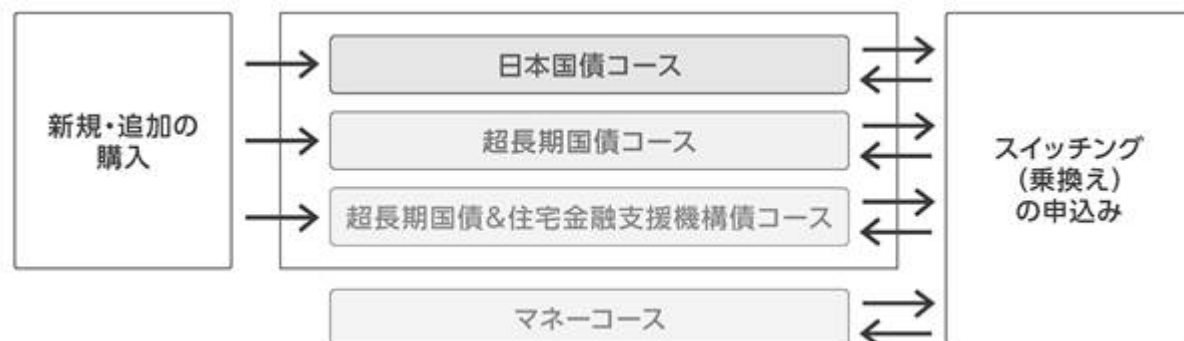 新規・追加の
購入
日本国債コース
超長期国債コース
超長期国債&住宅金融支援機構債コース
マネーコース
スイッチング
(乗換え)
の申込み